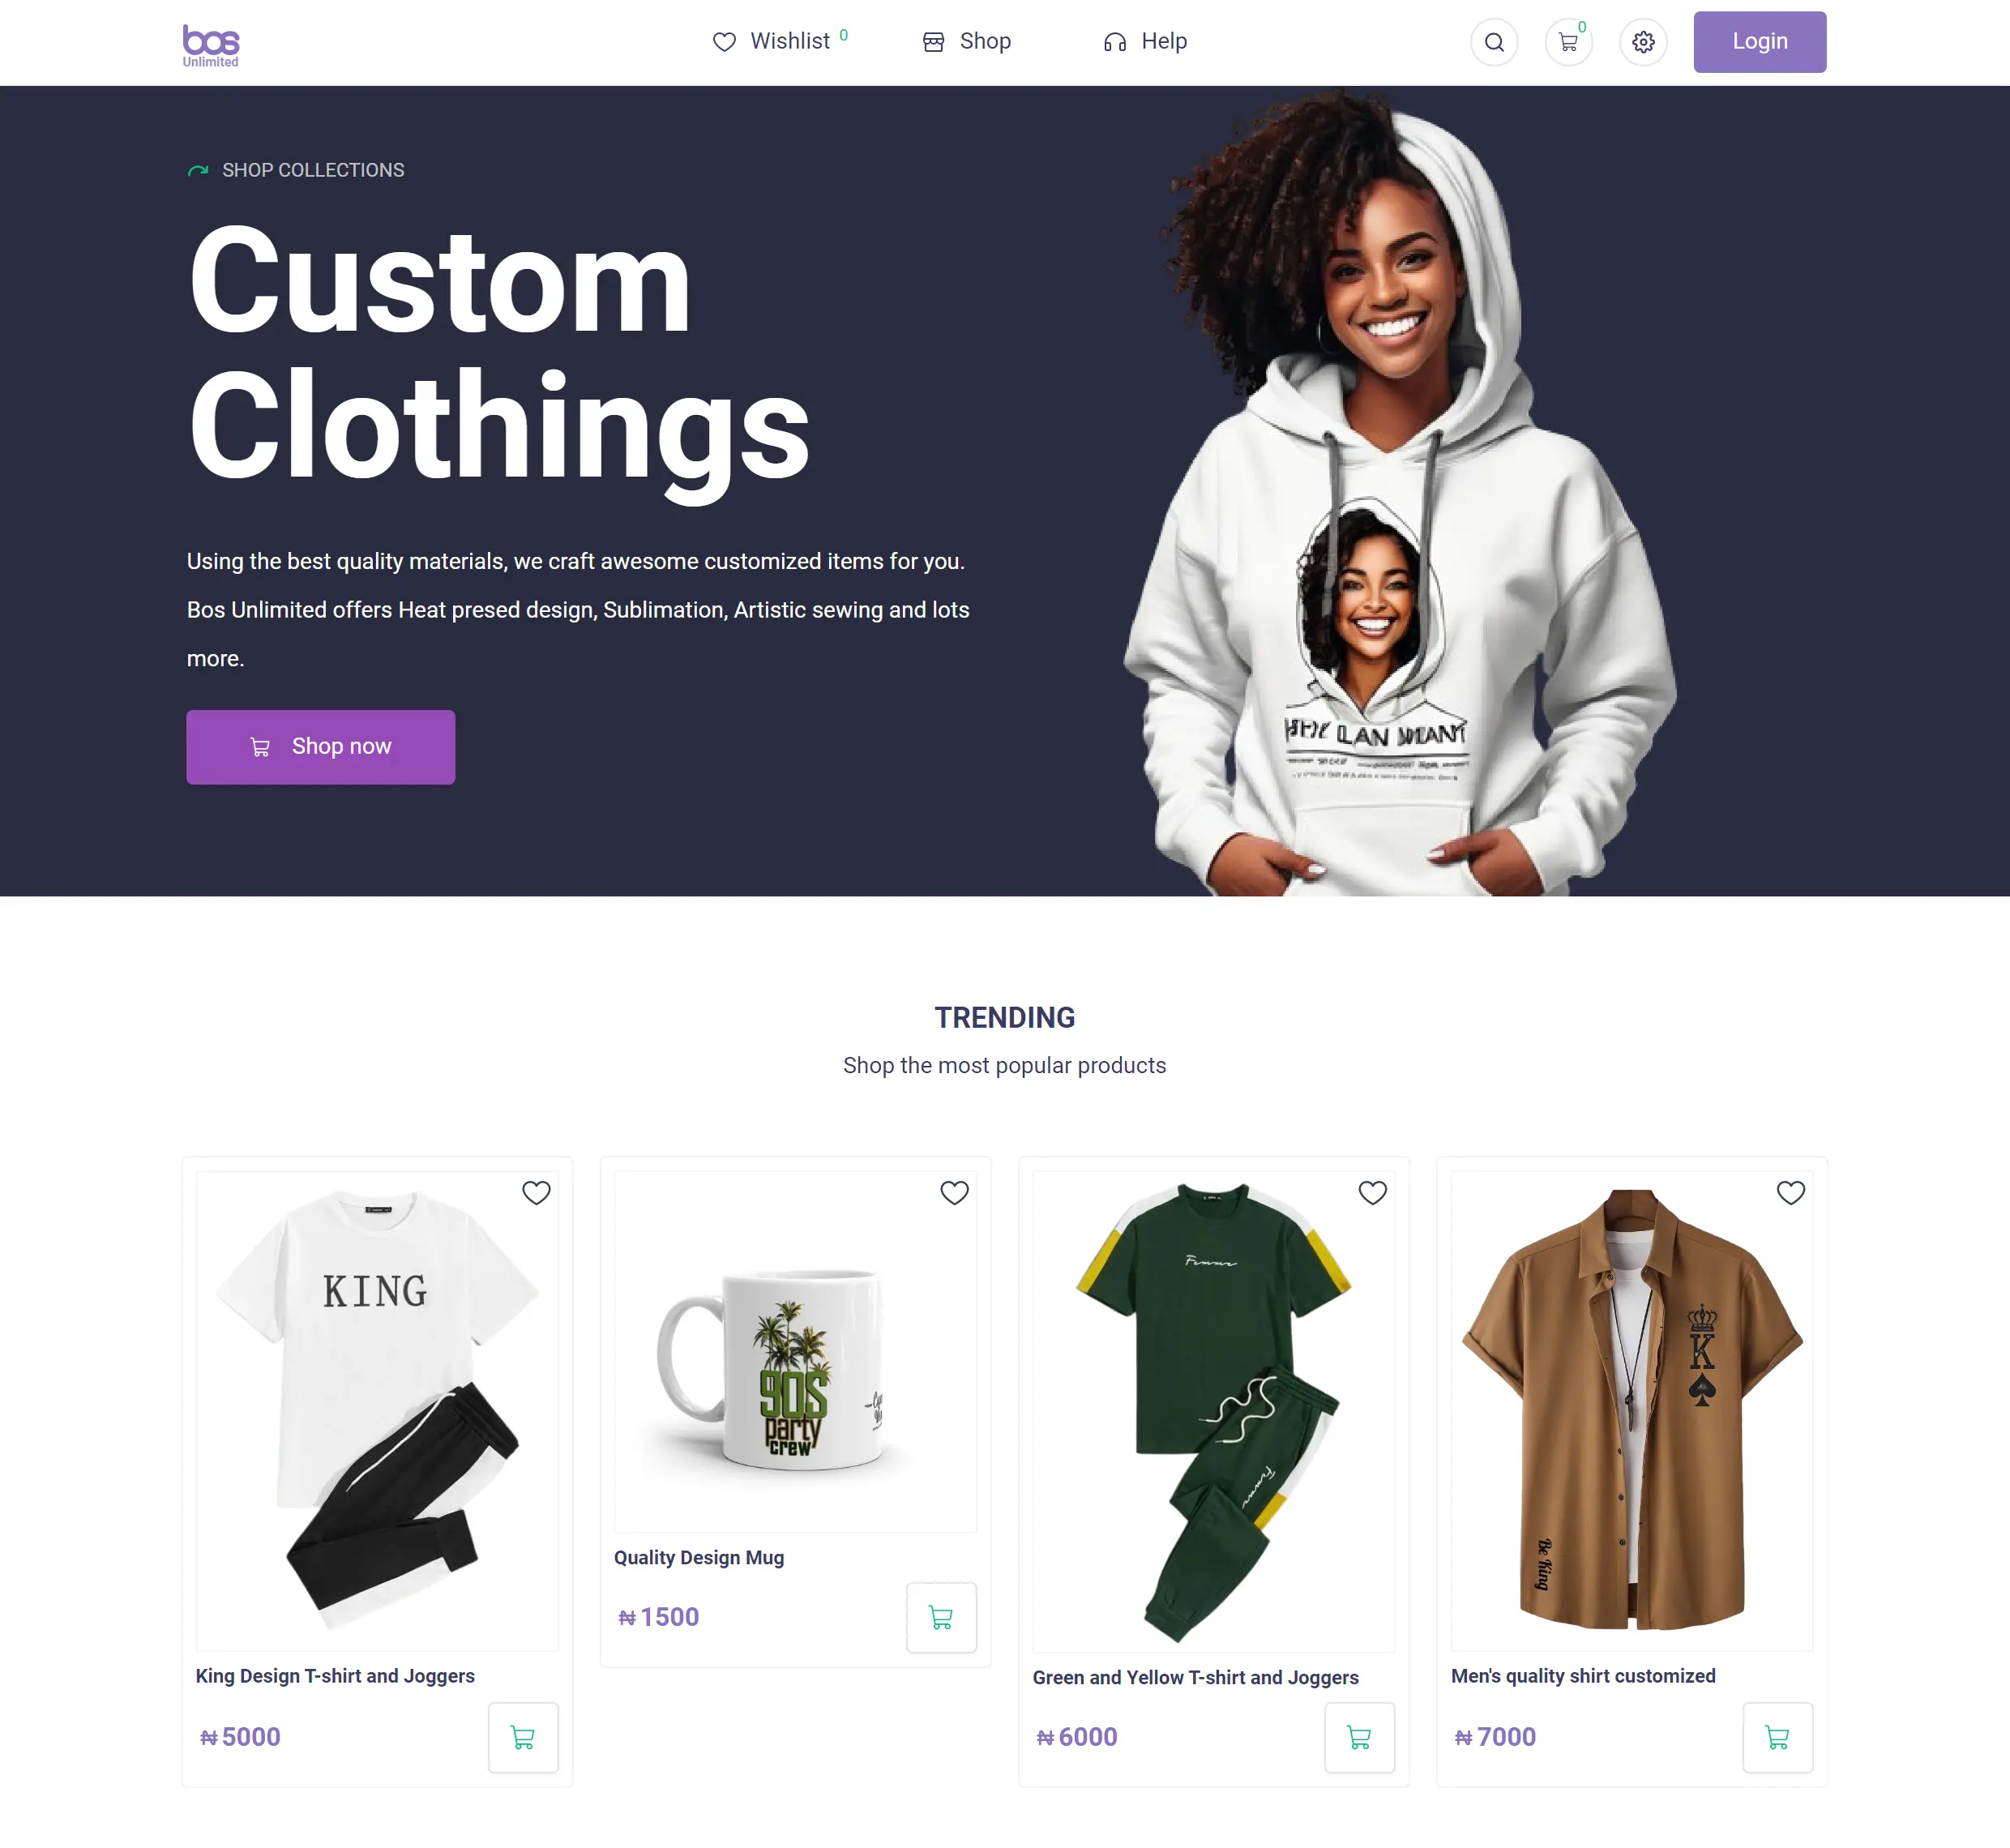 bos
Unlimited
Wishlist 0
Shop
Help
0
Login
SHOP COLLECTIONS
Custom
Clothings
Using the best quality materials, we craft awesome customized items for you.
Bos Unlimited offers Heat presed design, Sublimation, Artistic sewing and lots
more.
Shop now
LAN
TRENDING
Shop the most popular products
KING
90s
party
crew
Femme
Femme
K
Be King
Quality Design Mug
₦ 1500
King Design T-shirt and Joggers
Green and Yellow T-shirt and Joggers
Men's quality shirt customized
₦ 5000
₦ 6000
₦ 7000